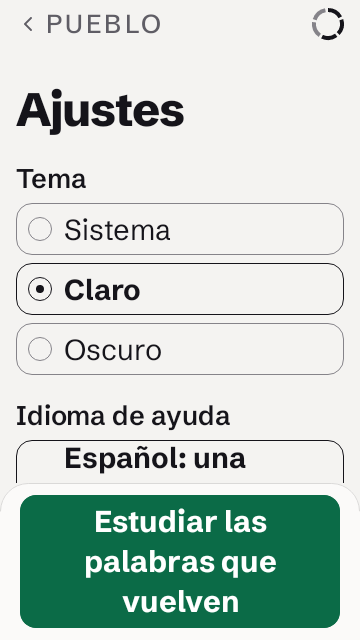 PUEBLO
Ajustes
Tema
Sistema
Claro
Oscuro
Idioma de ayuda
Español: una
Estudiar las
palabras que
vuelven